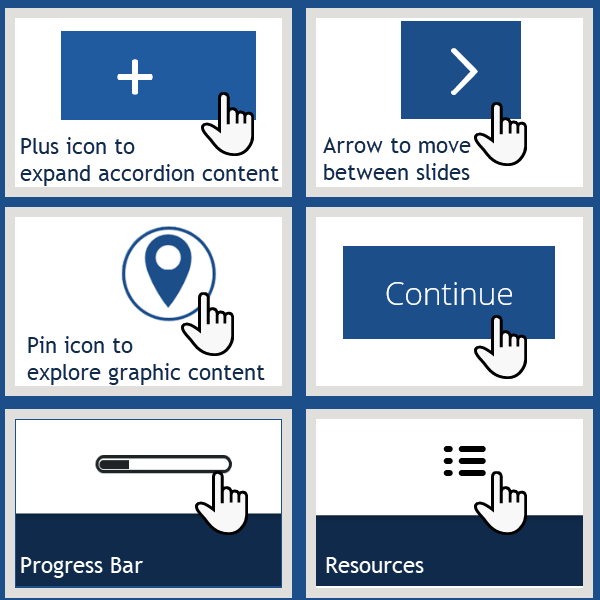 Plus icon to
expand accordion content
Arrow to move
between slides
Pin icon to
explore graphic content
Continue
Progress Bar
Resources